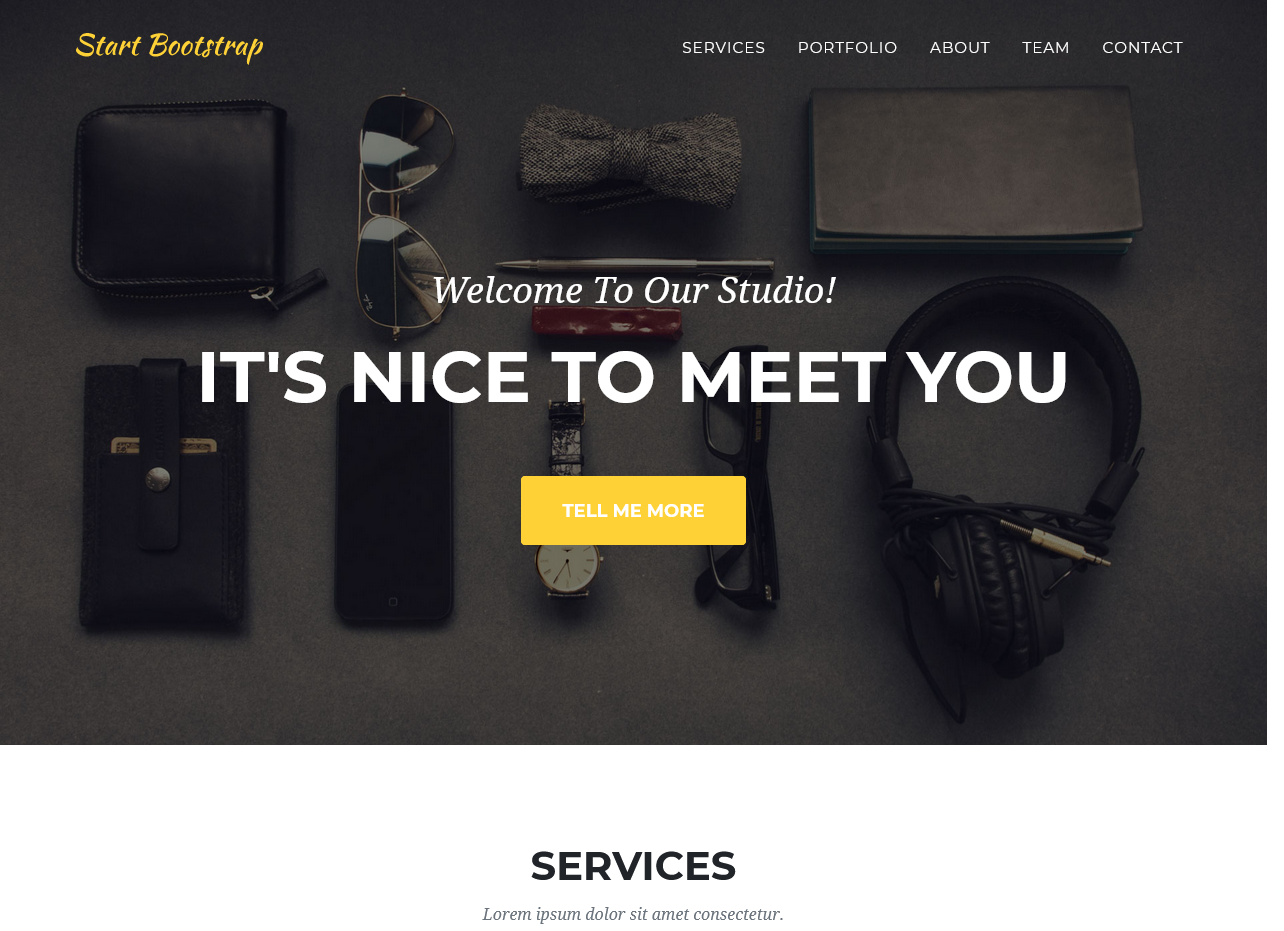 Start Bootstrap
SERVICES PORTFOLIO ABOUT TEAM CONTACT
Welcome To Our Studio!
IT'S NICE TO MEET YOU
TELL ME MORE
SERVICES
Lorem ipsum dolor sit amet consectetur.